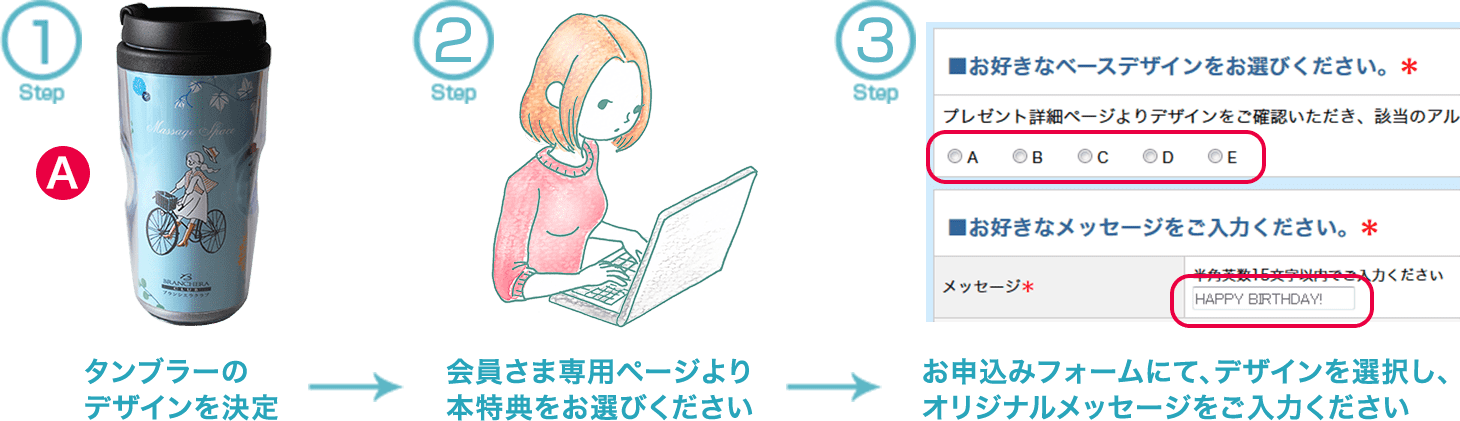 1
Step
A
Massage Space
BRANCHERA
CLUB
ブランシエラクラブ
タンブラーの
デザインを決定
2
Step
会員さま専用ページより
本特典をお選びください
3
Step
■お好きなベースデザインをお選びください。*
プレゼント詳細ページよりデザインをご確認いただき、該当のアル
A B C D E
■お好きなメッセージをご入力ください。*
メッセージ*
半角英数15文字以内でご入力ください
HAPPY BIRTHDAY!
お申込みフォームにて、デザインを選択し、
オリジナルメッセージをご入力ください